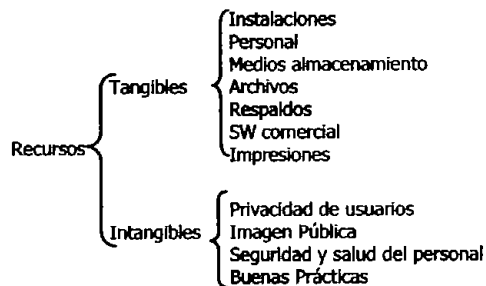 Recursos
Tangibles
Instalaciones
Personal
Medios almacenamiento
Archivos
Respaldos
SW comercial
Impresiones
Intangibles
Privacidad de usuarios
Imagen Pública
Seguridad y salud del personal
Buenas Prácticas